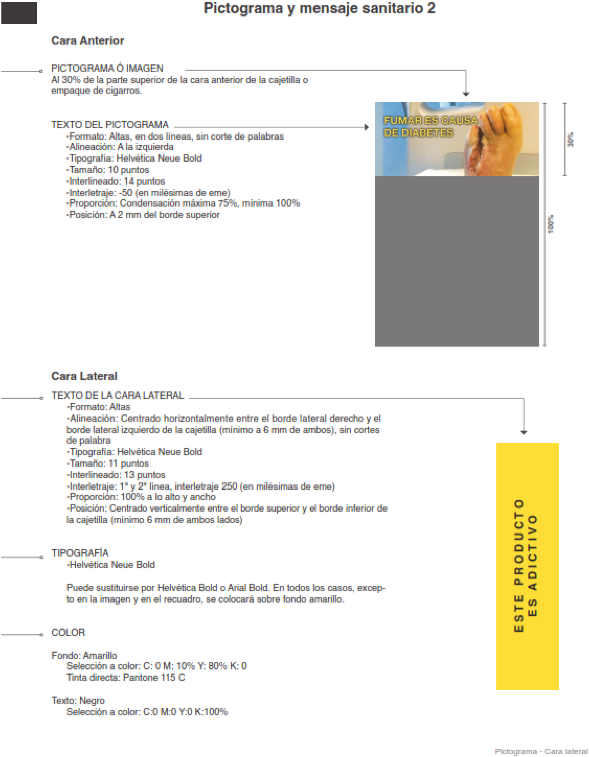 Pictograma y mensaje sanitario 2
Cara Anterior
PICTOGRAMA Ó IMAGEN
Al 30% de la parte superior de la cara anterior de la cajetilla o
empaque de cigarros.
TEXTO DEL PICTOGRAMA
•Formato: Altas, en dos líneas, sin corte de palabras
•Alineación: A la izquierda
•Tipografía: Helvética Neue Bold
•Tamaño: 10 puntos
•Interlineado: 14 puntos
•Interletraje: -50 (en milésimas de eme)
•Proporción: Condensación máxima 75%, mínima 100%
•Posición: A 2 mm del borde superior
FUMAR ES CAUSA
DE DIABETES
30%
100%
Cara Lateral
TEXTO DE LA CARA LATERAL
•Formato: Altas
•Alineación: Centrado horizontalmente entre el borde lateral derecho y el
borde lateral izquierdo de la cajetilla (mínimo a 6 mm de ambos), sin cortes
de palabra
•Tipografía: Helvética Neue Bold
•Tamaño: 11 puntos
•Interlineado: 13 puntos
•Interletraje: 1ª y 2ª línea, interletraje 250 (en milésimas de eme)
•Proporción: 100% a lo alto y ancho
•Posición: Centrado verticalmente entre el borde superior y el borde inferior de
la cajetilla (mínimo 6 mm de ambos lados)
ESTE PRODUCTO
ES ADICTIVO
TIPOGRAFÍA
•Helvética Neue Bold
Puede sustituirse por Helvética Bold o Arial Bold. En todos los casos, excep-
to en la imagen y en el recuadro, se colocará sobre fondo amarillo.
COLOR
Fondo: Amarillo
Selección a color: C: 0 M: 10% Y: 80% K: 0
Tinta directa: Pantone 115 C
Texto: Negro
Selección a color: C:0 M:0 Y:0 K:100%
Pictograma - Cara lateral